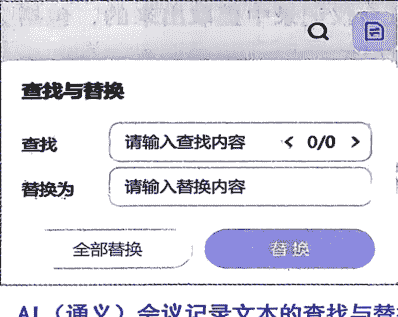 查找与替换
查找 请输入查找内容 < 0/0 >
替换为 请输入替换内容
全部替换 替换
AI（通义）会议记录文本的查找与替